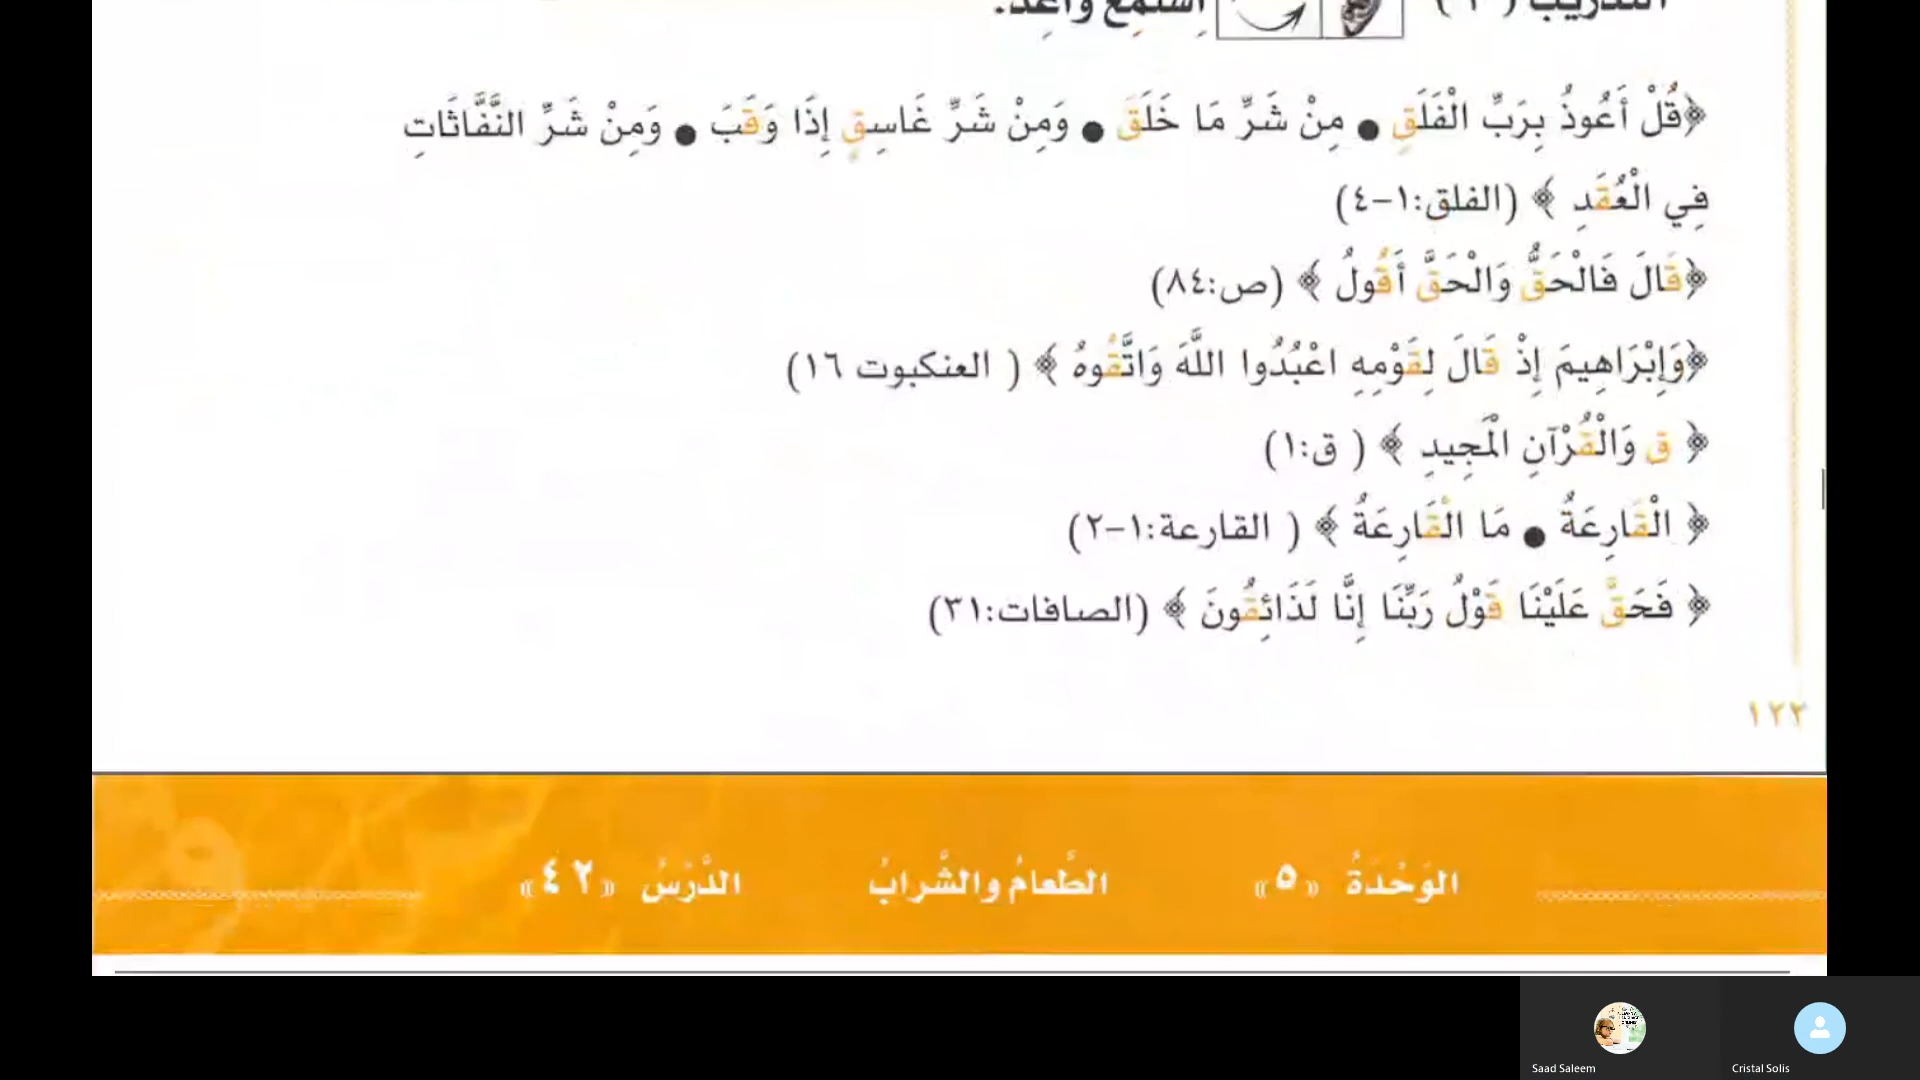 التدريب (٣) اِسْتَمِعْ وَأَعِدْ.
﴿قُلْ أَعُوذُ بِرَبِّ الْفَلَقِ ● مِنْ شَرِّ مَا خَلَقَ ● وَمِنْ شَرِّ غَاسِقٍ إِذَا وَقَبَ ● وَمِنْ شَرِّ النَّفَّاثَاتِ
فِي الْعُقَدِ ﴾ (الفلق:١-٤)
﴿قَالَ فَالْحَقُّ وَالْحَقَّ أَقُولُ ﴾ (ص:٨٤)
﴿وَإِبْرَاهِيمَ إِذْ قَالَ لِقَوْمِهِ اعْبُدُوا اللَّهَ وَاتَّقُوهُ ﴾ ( العنكبوت ١٦)
﴿ ق وَالْقُرْآنِ الْمَجِيدِ ﴾ ( ق:١)
﴿ الْقَارِعَةُ ● مَا الْقَارِعَةُ ﴾ ( القارعة:١-٢)
﴿ فَحَقَّ عَلَيْنَا قَوْلُ رَبِّنَا إِنَّا لَذَائِقُونَ ﴾ (الصافات:٣١)
١٢٢
الوَحْدَةُ «٥» الطَّعامُ والشَّرابُ الدَّرْسُ «٤٢»
Saad Saleem Cristal Solis